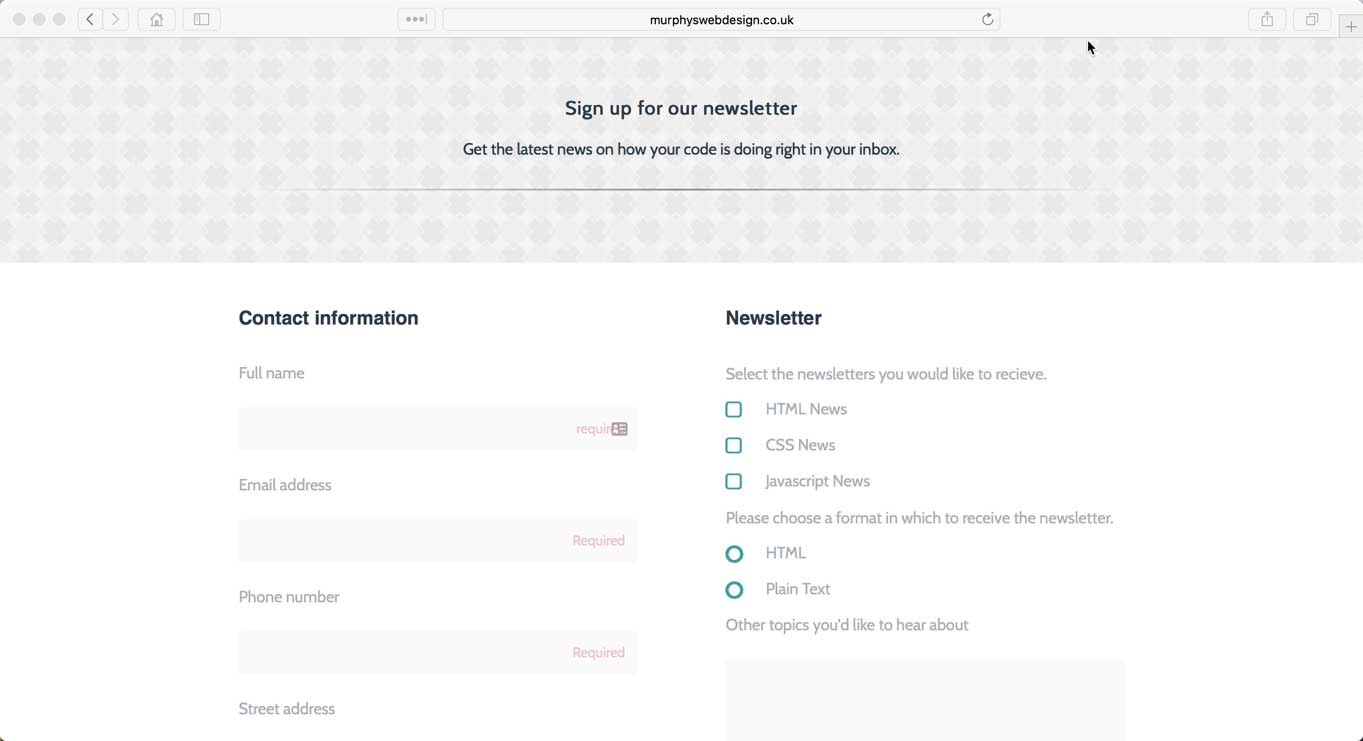 murphyswebdesign.co.uk
Sign up for our newsletter
Get the latest news on how your code is doing right in your inbox.
Contact information
Full name
Email address
Required
Phone number
Required
Street address
Newsletter
Select the newsletters you would like to recieve.
HTML News
CSS News
Javascript News
Please choose a format in which to receive the newsletter.
HTML
Plain Text
Other topics you'd like to hear about